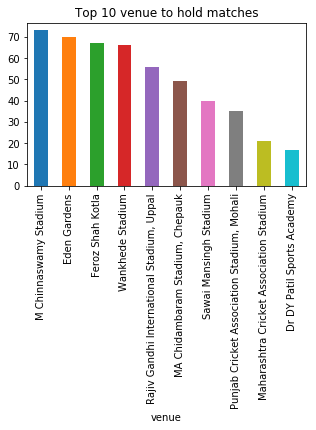 Top 10 venue to hold matches
70
60
50
40
30
20
10
0
M Chinnaswamy Stadium
Eden Gardens
Feroz Shah Kotla
Wankhede Stadium
Rajiv Gandhi International Stadium, Uppal
MA Chidambaram Stadium, Chepauk
Sawai Mansingh Stadium
Punjab Cricket Association Stadium, Mohali
Maharashtra Cricket Association Stadium
Dr DY Patil Sports Academy
venue